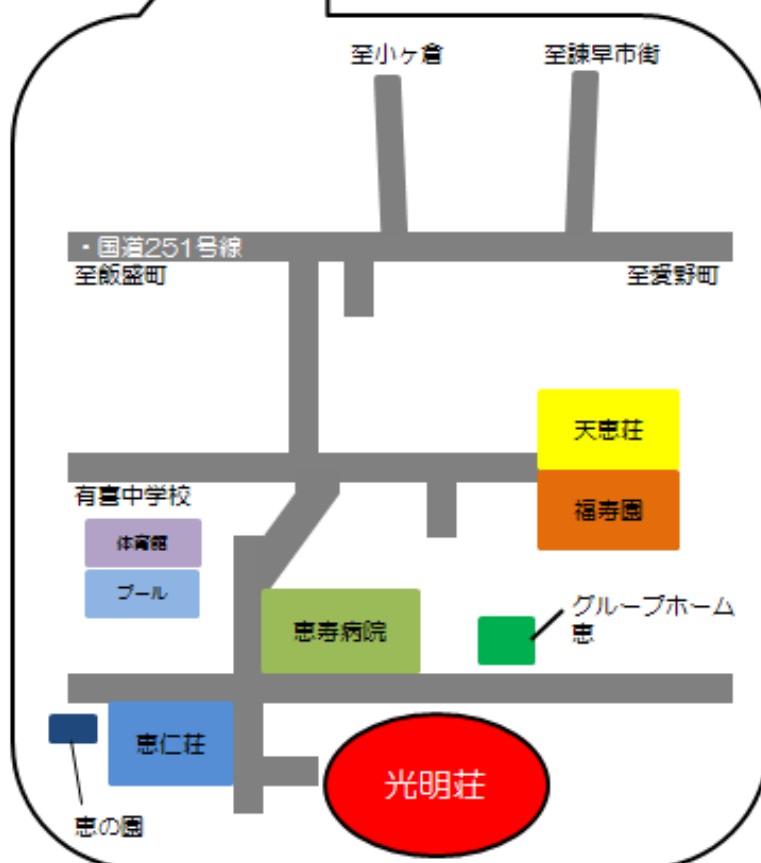 至小ヶ倉
至諫早市街
・国道251号線
至飯盛町
至愛野町
天恵荘
有喜中学校
福寿園
体育館
プール
グループホーム
恵
恵寿病院
恵仁荘
光明荘
恵の園